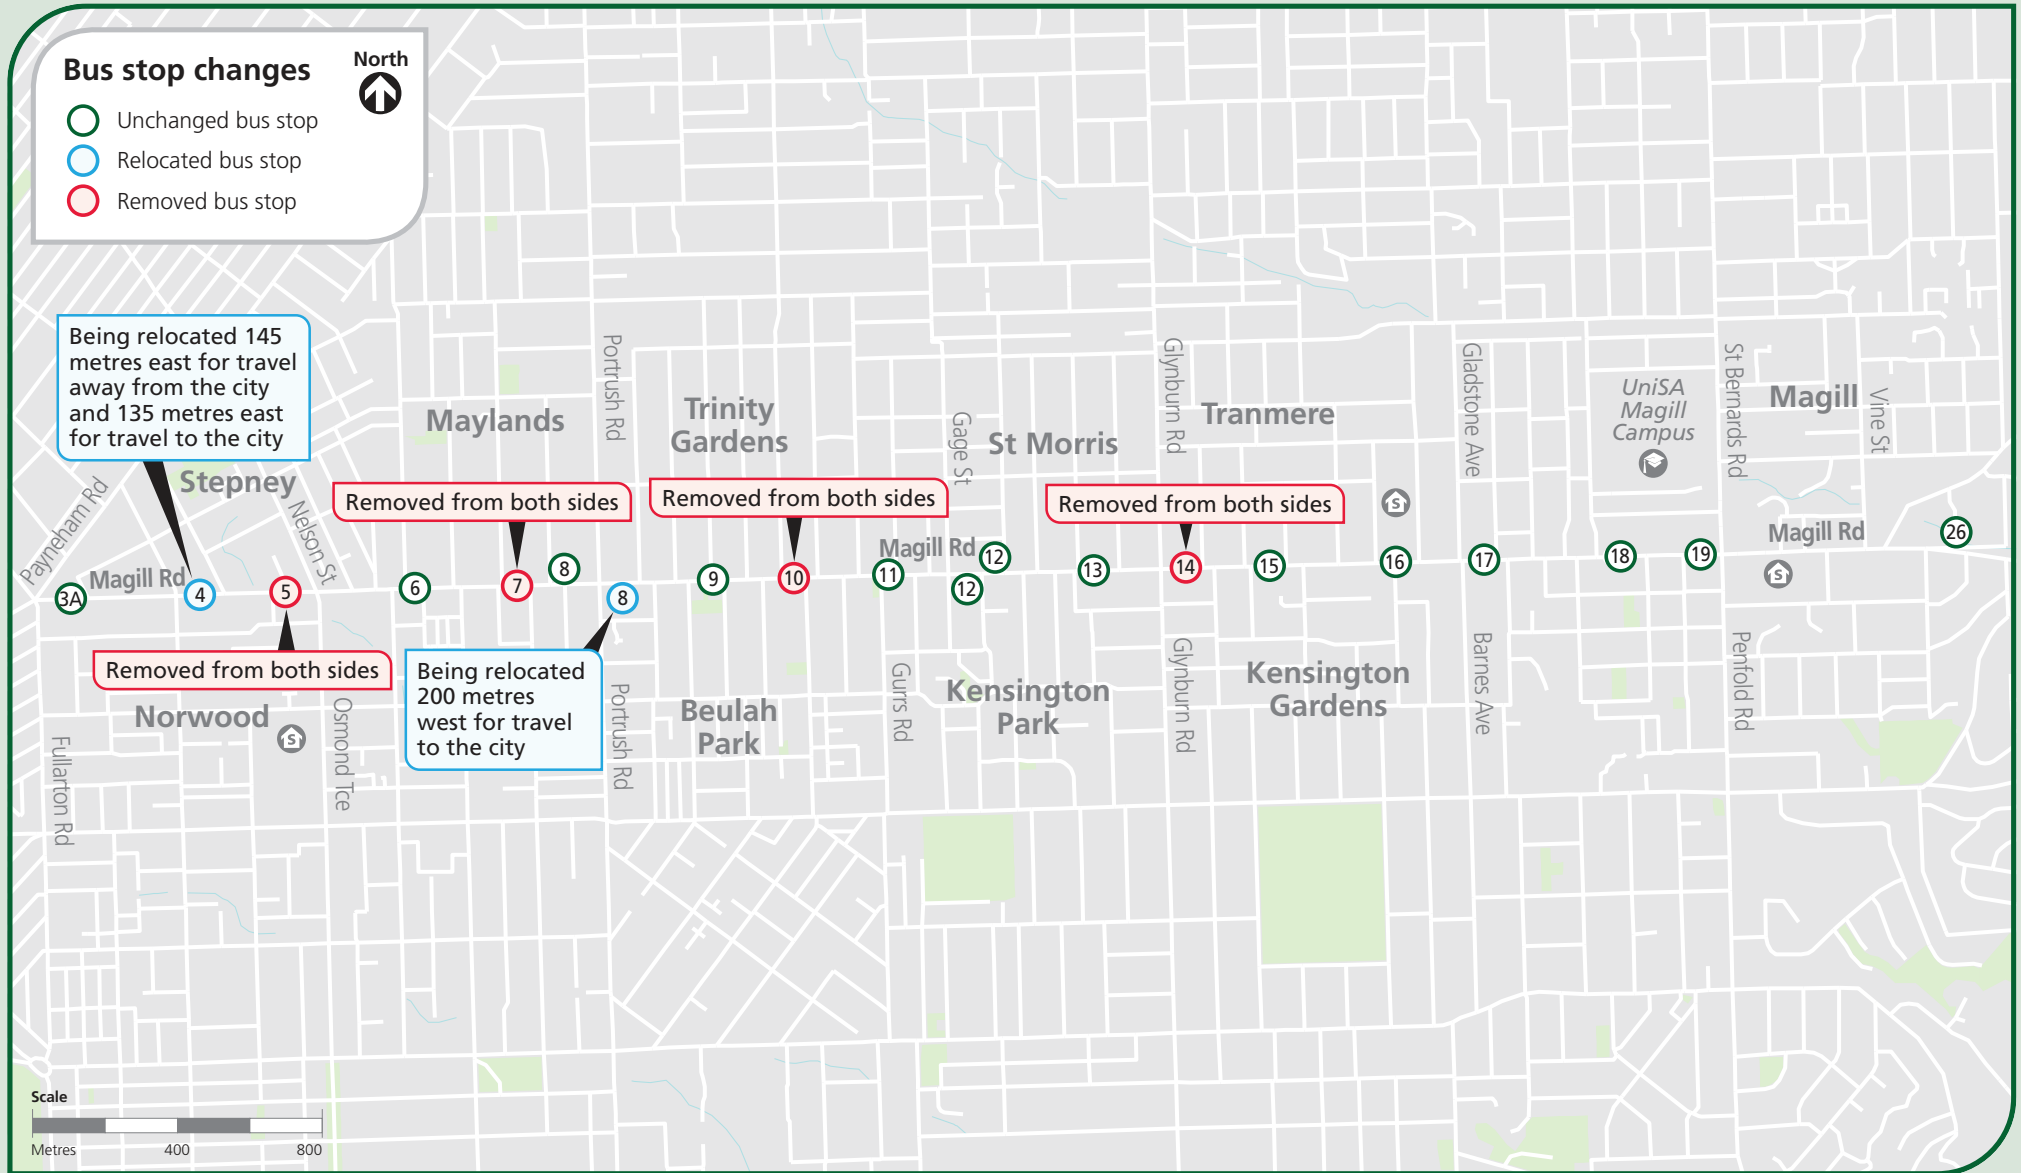 Bus stop changes
North
Unchanged bus stop
Relocated bus stop
Removed bus stop
Being relocated 145
metres east for travel
away from the city
and 135 metres east
for travel to the city
Portrush Rd
Glynburn Rd
Gladstone Ave
St Bernards Rd
UniSA
Magill
Campus
Magill
Vine St
Maylands
Trinity
Gardens
Gage St
St Morris
Tranmere
Stepney
Payneham Rd
Nelson St
Removed from both sides
Removed from both sides
Removed from both sides
S
Magill Rd
Magill Rd
Magill Rd
3A
4
5
6
7
8
8
9
10
11
12
12
13
14
15
16
17
18
19
26
S
Removed from both sides
Being relocated
200 metres
west for travel
to the city
Norwood
S
Osmond Tce
Fullarton Rd
Portrush Rd
Beulah
Park
Gurrs Rd
Kensington
Park
Glynburn Rd
Kensington
Gardens
Barnes Ave
Penfold Rd
Scale
Metres 400 800